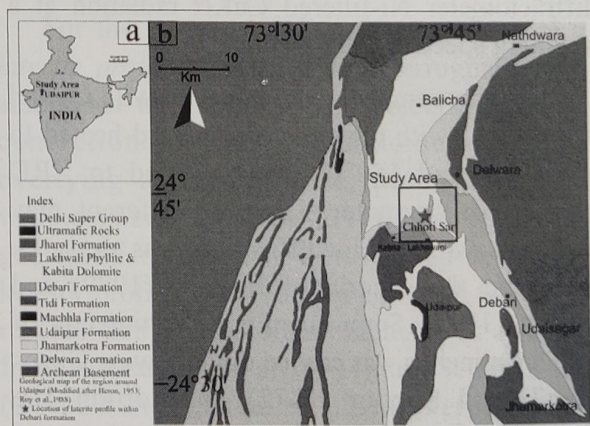 a
b
73°30'
73°45'
Nathdwara
0 10
Km
Study Area
UDAIPUR
INDIA
Balicha
Delwara
Study Area
24°
45'
Chhoti Sar
Index
Delhi Super Group
Ultramafic Rocks
Jharol Formation
Lakhwali Phyllite &
Kabita Dolomite
Debari Formation
Tidi Formation
Machhla Formation
Udaipur Formation
Jhamarkotra Formation
Delwara Formation
Archean Basement
Geological map of the region around
Udaipur (Modified after Heron, 1953,
Roy et al.,1988)
Location of laterite profile within
Debari formation
Udaipur
Debari
Udaisagar
24°30'
Jhamarkotra